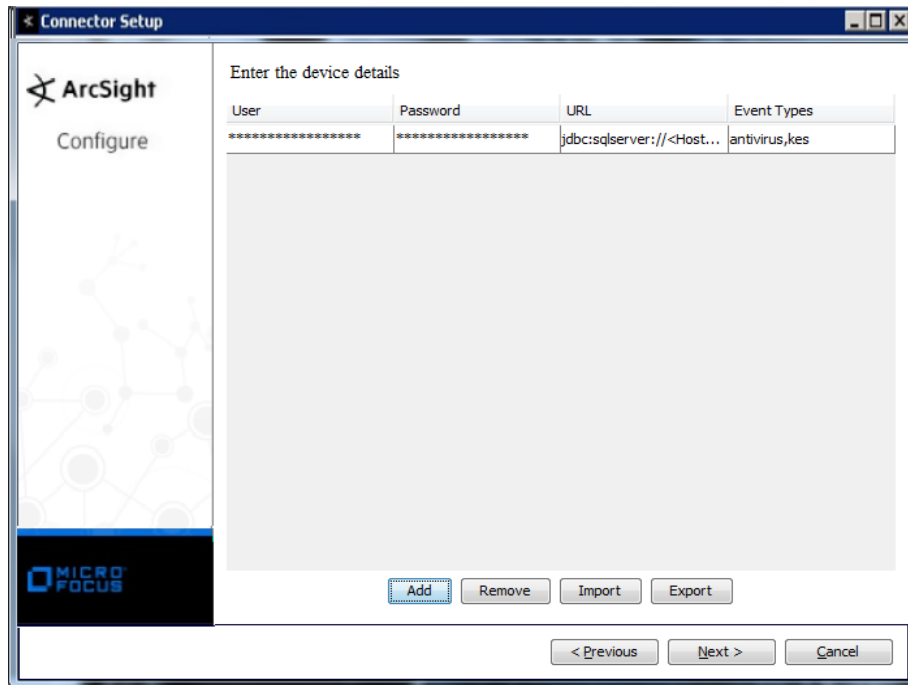 Connector Setup
ArcSight
Configure
Enter the device details
User Password URL Event Types
***************** ***************** jdbc:sqlserver://<Host... antivirus,kes
MICRO
FOCUS
Add Remove Import Export
< Previous Next > Cancel